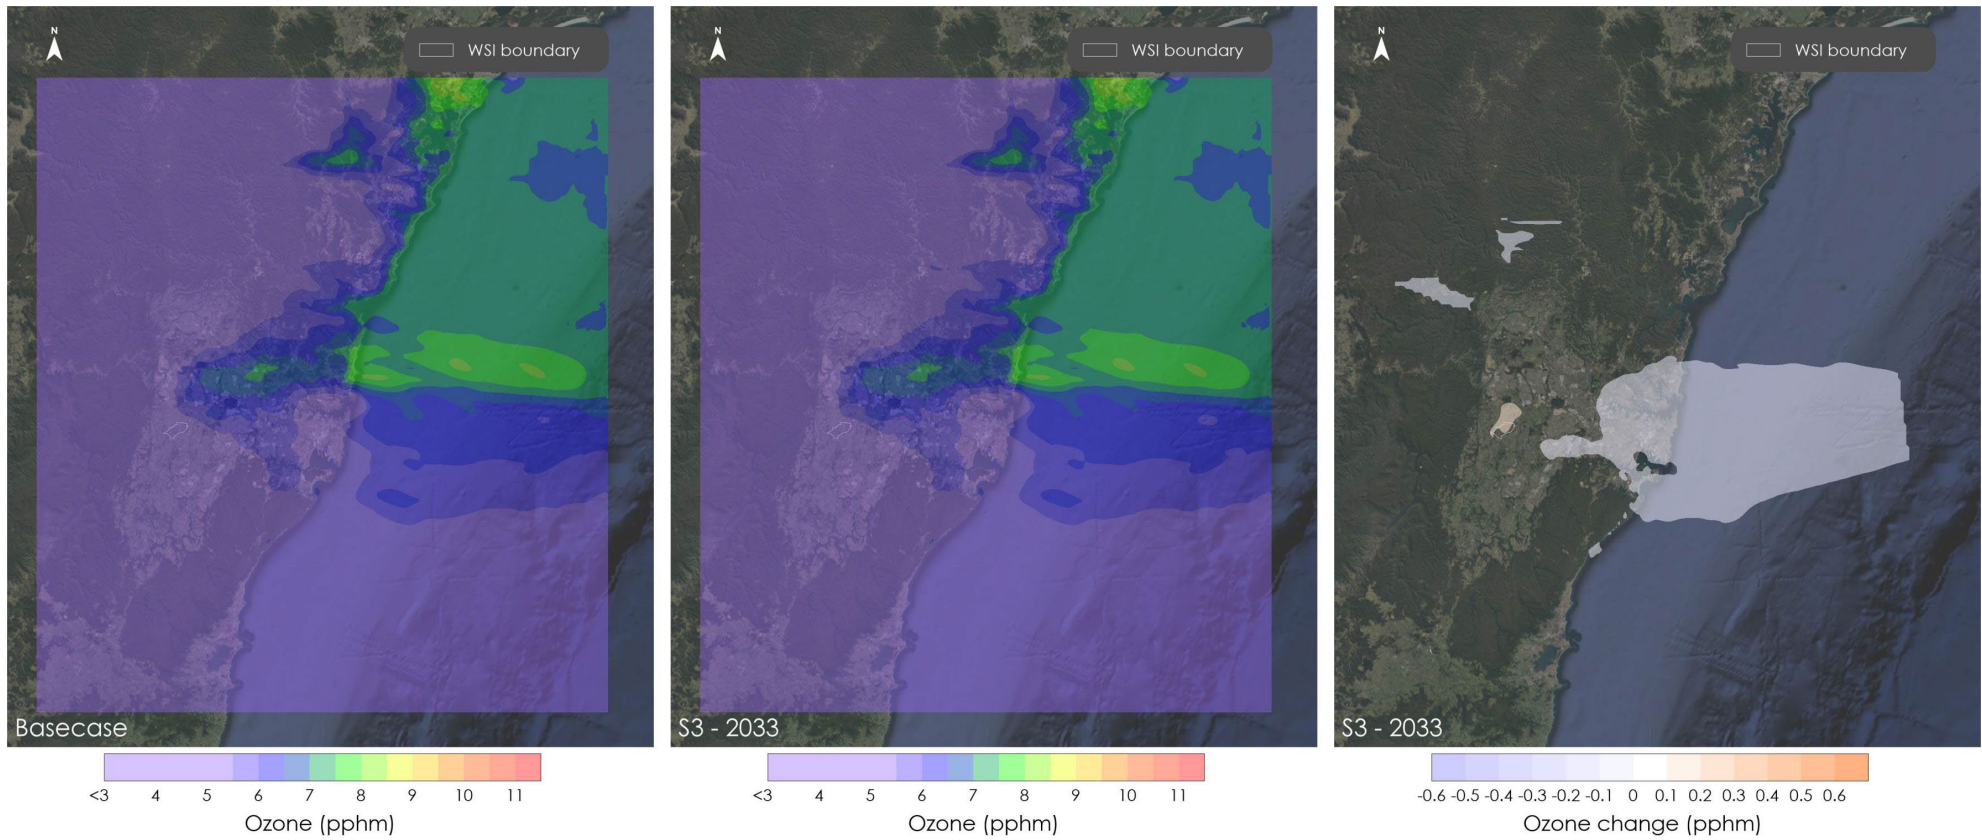 N
WSI boundary
N
WSI boundary
N
WSI boundary
Basecase
S3 - 2033
S3 - 2033
<3 4 5 6 7 8 9 10 11
Ozone (pphm)
<3 4 5 6 7 8 9 10 11
Ozone (pphm)
-0.6 -0.5 -0.4 -0.3 -0.2 -0.1 0 0.1 0.2 0.3 0.4 0.5 0.6
Ozone change (pphm)